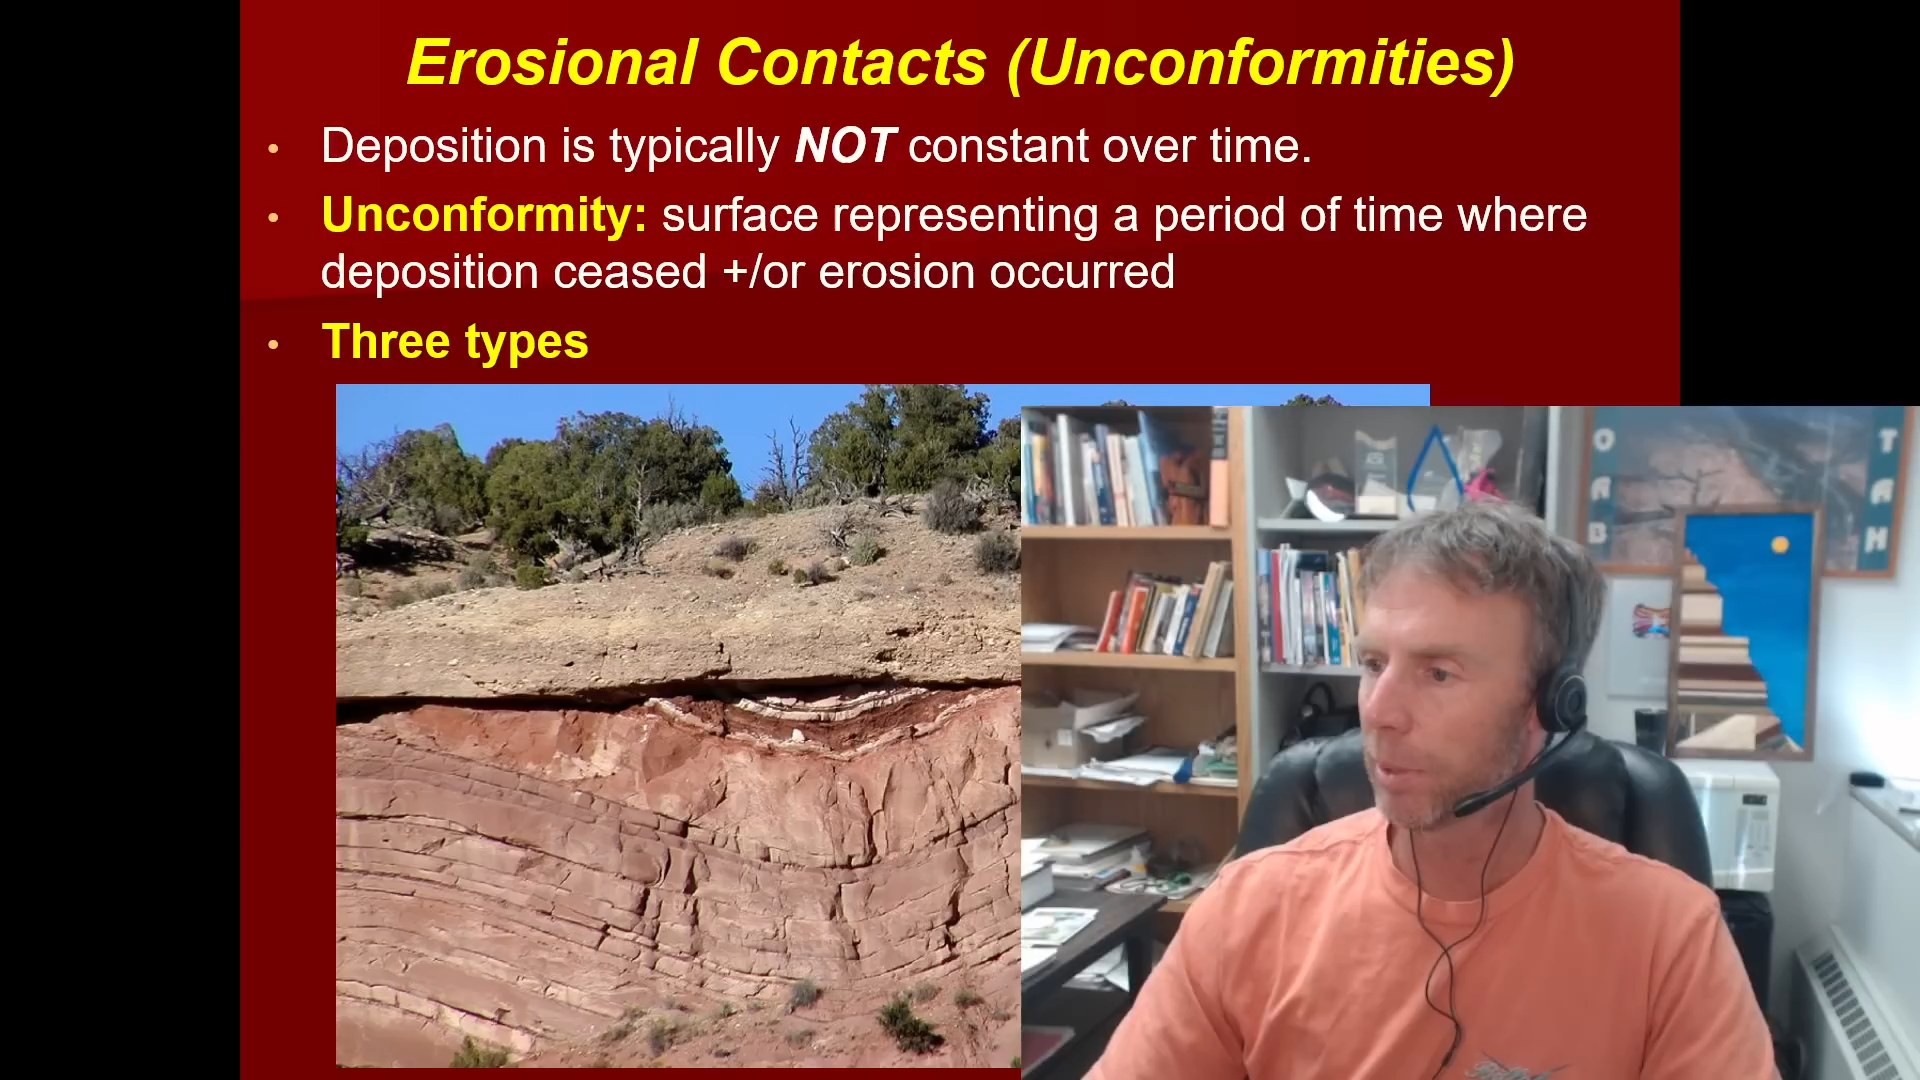 Erosional Contacts (Unconformities)
• Deposition is typically NOT constant over time.
• Unconformity: surface representing a period of time where
deposition ceased +/or erosion occurred
• Three types